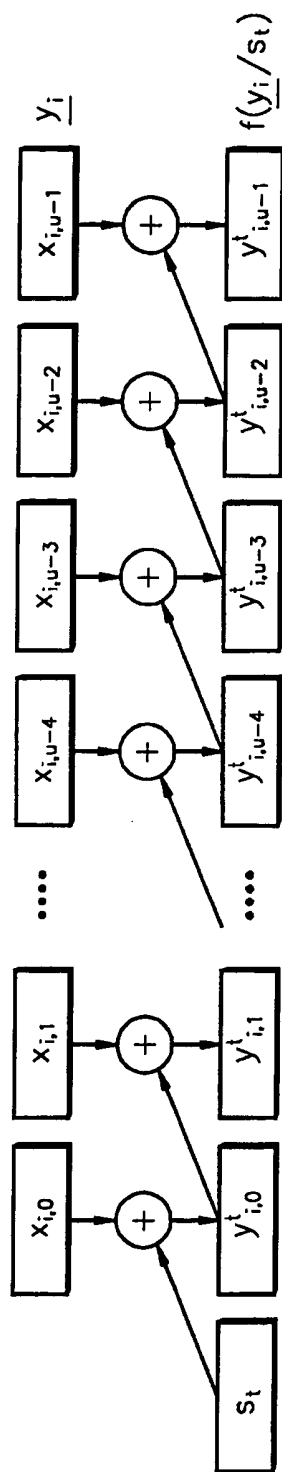 x_{i,0} x_{i,1} .... x_{i,u-4} x_{i,u-3} x_{i,u-2} x_{i,u-1} y_i
+ + + + + +
s_t y^t_{i,0} y^t_{i,1} .... y^t_{i,u-4} y^t_{i,u-3} y^t_{i,u-2} y^t_{i,u-1} f(y_i/s_t)